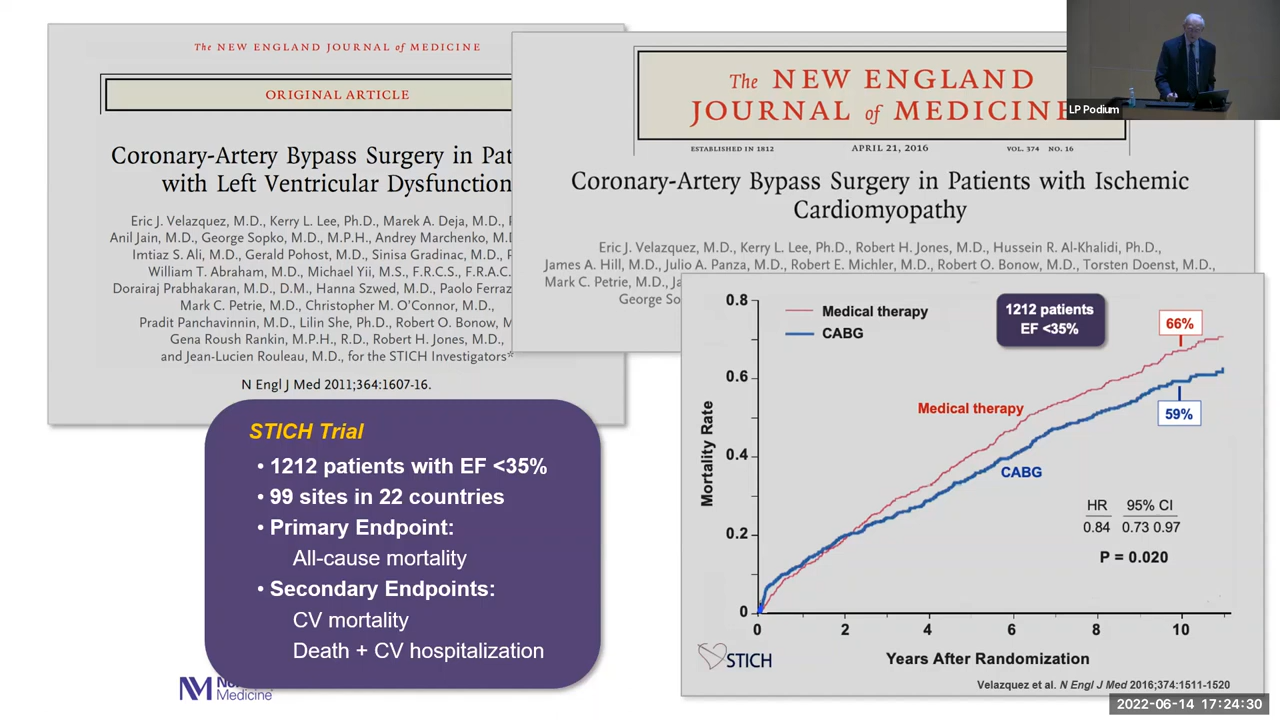 The NEW ENGLAND JOURNAL of MEDICINE
ORIGINAL ARTICLE
Coronary-Artery Bypass Surgery in Pat
with Left Ventricular Dysfunction
Eric J. Velazquez, M.D., Kerry L. Lee, Ph.D., Marek A. Deja, M.D.,
Anil Jain, M.D., George Sopko, M.D., M.P.H., Andrey Marchenko, M.D.
Imtiaz S. Ali, M.D., Gerald Pohost, M.D., Sinisa Gradinac, M.D.,
William T. Abraham, M.D., Michael Yii, M.S., F.R.C.S., F.R.A.C.
Dorairaj Prabhakaran, M.D., D.M., Hanna Szwed, M.D., Paolo Ferraz
Mark C. Petrie, M.D., Christopher M. O'Connor, M.D.,
Pradit Panchavinnin, M.D., Lilin She, Ph.D., Robert O. Bonow, M
Gena Roush Rankin, M.P.H., R.D., Robert H. Jones, M.D.,
and Jean-Lucien Rouleau, M.D., for the STICH Investigators*
N Engl J Med 2011;364:1607-16.
The NEW ENGLAND
JOURNAL of MEDICINE
ESTABLISHED IN 1812 APRIL 21, 2016 VOL. 374 NO. 16
Coronary-Artery Bypass Surgery in Patients with Ischemic
Cardiomyopathy
Eric J. Velazquez, M.D., Kerry L. Lee, Ph.D., Robert H. Jones, M.D., Hussein R. Al-Khalidi, Ph.D.,
James A. Hill, M.D., Julio A. Panza, M.D., Robert E. Michler, M.D., Robert O. Bonow, M.D., Torsten Doenst, M.D.,
Mark C. Petrie, M.D., Ja
George So
LP Podium
STICH Trial
• 1212 patients with EF <35%
• 99 sites in 22 countries
• Primary Endpoint:
All-cause mortality
• Secondary Endpoints:
CV mortality
Death + CV hospitalization
NM
Medicine
Medical therapy
CABG
1212 patients
EF <35%
66%
59%
Medical therapy
CABG
HR 95% CI
0.84 0.73 0.97
P = 0.020
Mortality Rate
0.8
0.6
0.4
0.2
0
0 2 4 6 8 10
Years After Randomization
STICH
Velazquez et al. N Engl J Med 2016;374:1511-1520
2022-06-14 17:24:30